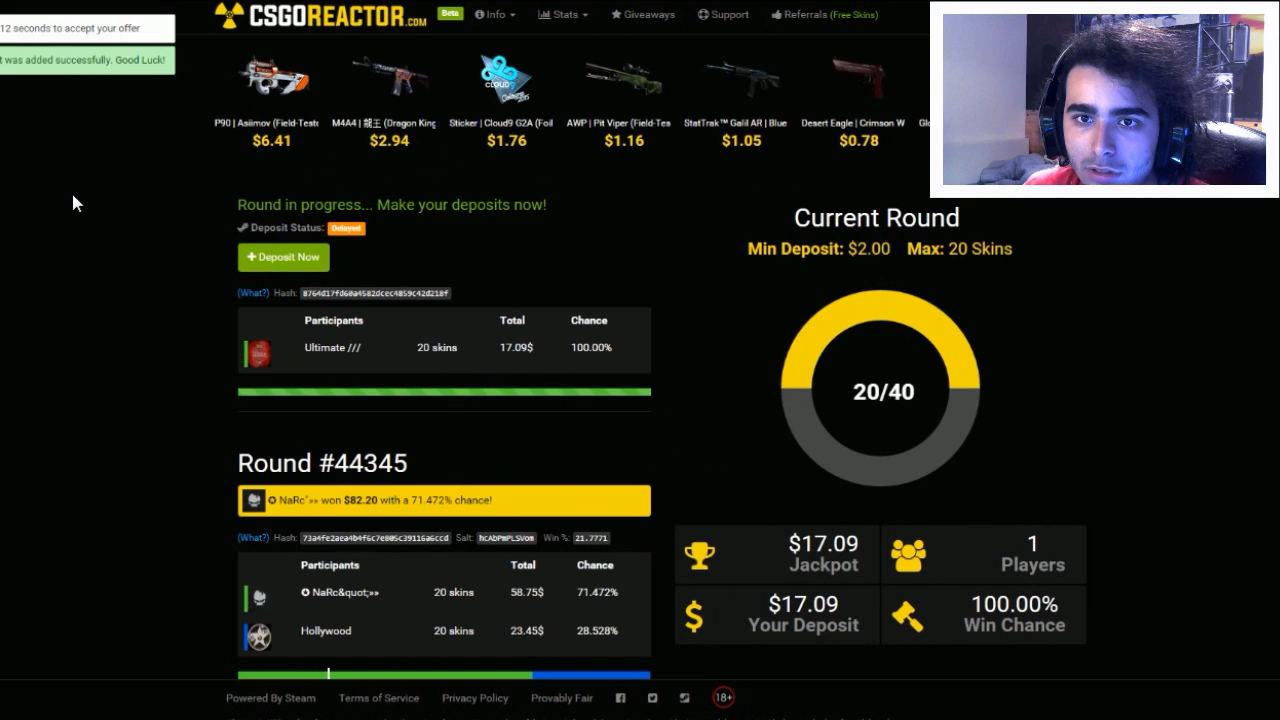 CSGOREACTOR.COM Beta Info Stats Giveaways Support Referrals (Free Skins)
12 seconds to accept your offer
t was added successfully. Good Luck!
P90 | Asiimov (Field-Teste M4A4 | 龍王 (Dragon King Sticker | Cloud9 G2A (Foil AWP | Pit Viper (Field-Tes StatTrak™ Galil AR | Blue Desert Eagle | Crimson W
$6.41 $2.94 $1.76 $1.16 $1.05 $0.78
Round in progress... Make your deposits now!
Deposit Status: Delayed
+ Deposit Now
(What?) Hash: 8764d17fd60a4582dcec4859c42d218f
Participants Total Chance
Ultimate /// 20 skins 17.09$ 100.00%
Current Round
Min Deposit: $2.00 Max: 20 Skins
20/40
Round #44345
✪ NaRc"»» won $82.20 with a 71.472% chance!
(What?) Hash: 73a4fe2aea4b4f6c7e805c39116a6ccd Salt: hcAbPmPLSVom Win %: 21.7771
Participants Total Chance
✪ NaRc&quot;»» 20 skins 58.75$ 71.472%
Hollywood 20 skins 23.45$ 28.528%
$17.09
Jackpot
1
Players
$17.09
Your Deposit
100.00%
Win Chance
Powered By Steam Terms of Service Privacy Policy Provably Fair 18+